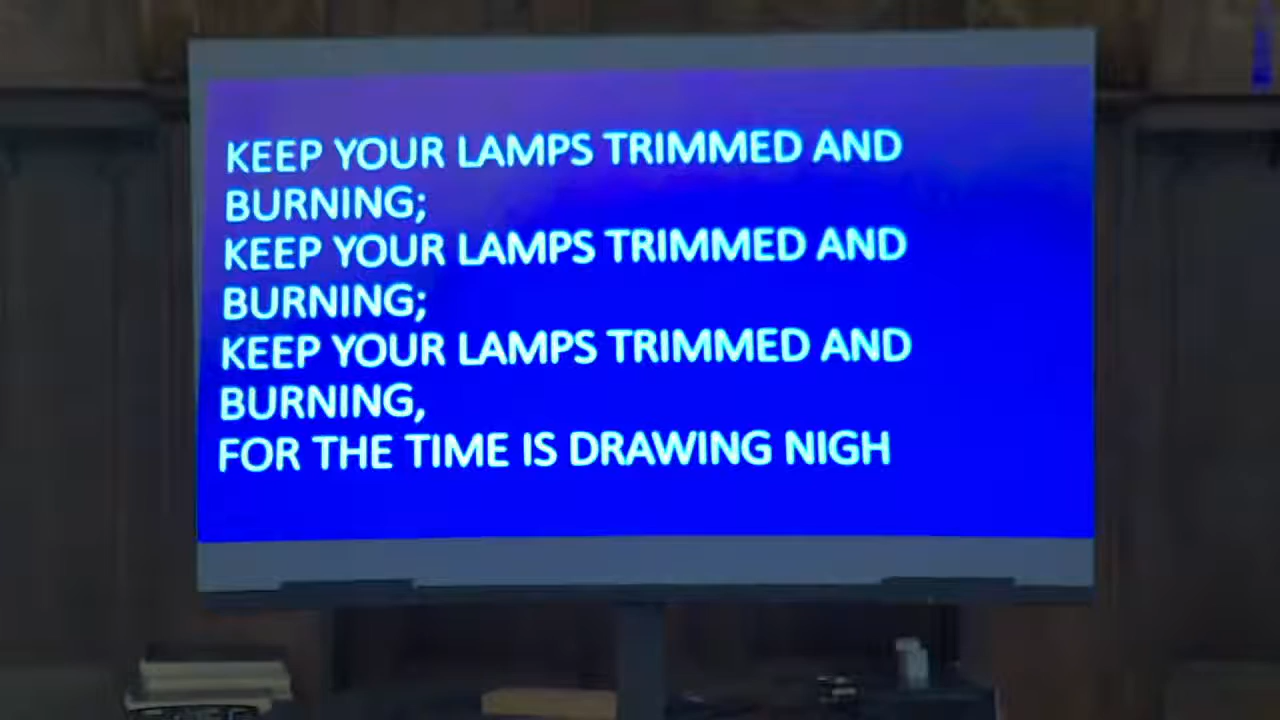 KEEP YOUR LAMPS TRIMMED AND
BURNING;
KEEP YOUR LAMPS TRIMMED AND
BURNING;
KEEP YOUR LAMPS TRIMMED AND
BURNING,
FOR THE TIME IS DRAWING NIGH